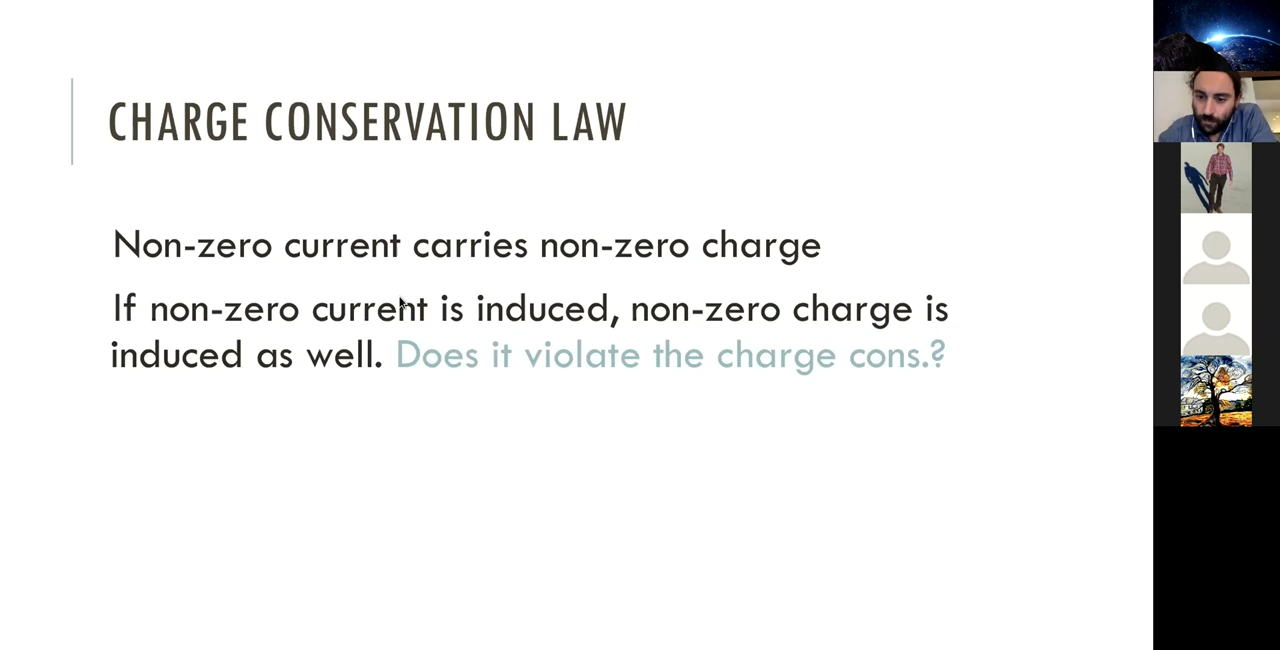 CHARGE CONSERVATION LAW
Non-zero current carries non-zero charge
If non-zero current is induced, non-zero charge is
induced as well. Does it violate the charge cons.?